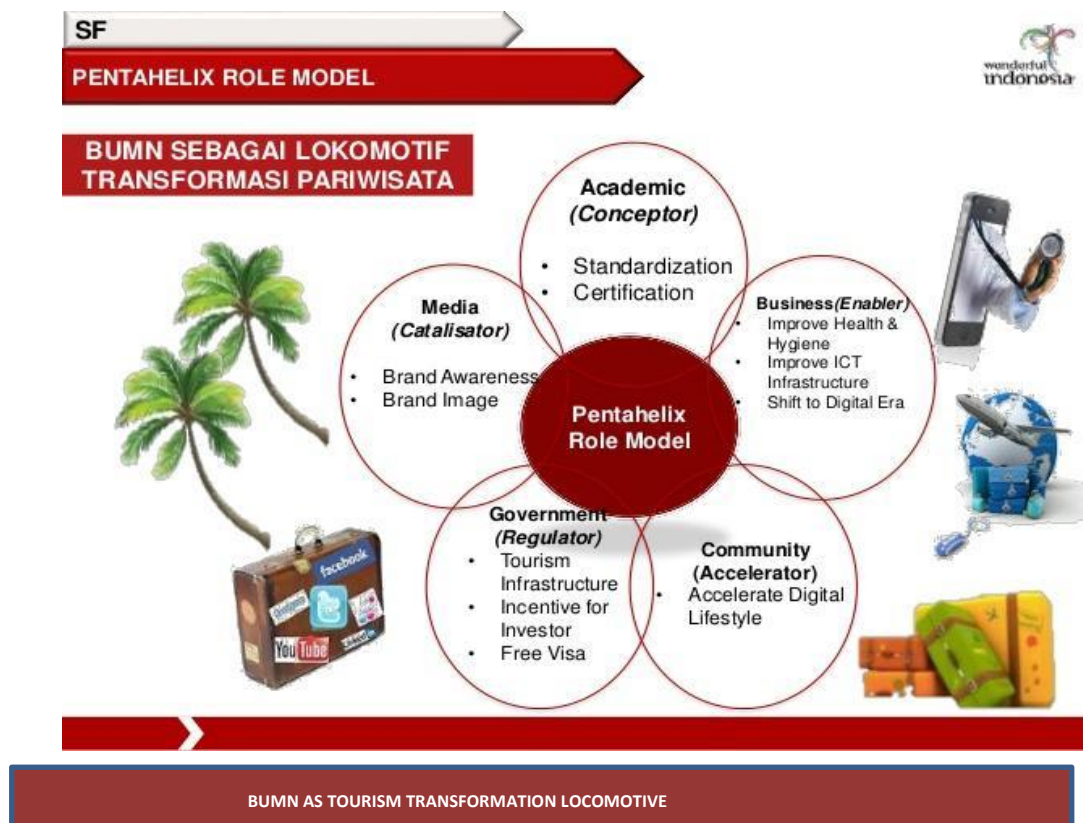 SF
PENTAHELIX ROLE MODEL
wonderful
indonesia
BUMN SEBAGAI LOKOMOTIF
TRANSFORMASI PARIWISATA
Academic
(Conceptor)
• Standardization
• Certification
Media
(Catalisator)
• Brand Awareness
• Brand Image
Business(Enabler)
• Improve Health &
Hygiene
• Improve ICT
Infrastructure
• Shift to Digital Era
Pentahelix
Role Model
Government
(Regulator)
• Tourism
Infrastructure
• Incentive for
Investor
• Free Visa
Community
(Accelerator)
• Accelerate Digital
Lifestyle
facebook
YouTube
BUMN AS TOURISM TRANSFORMATION LOCOMOTIVE